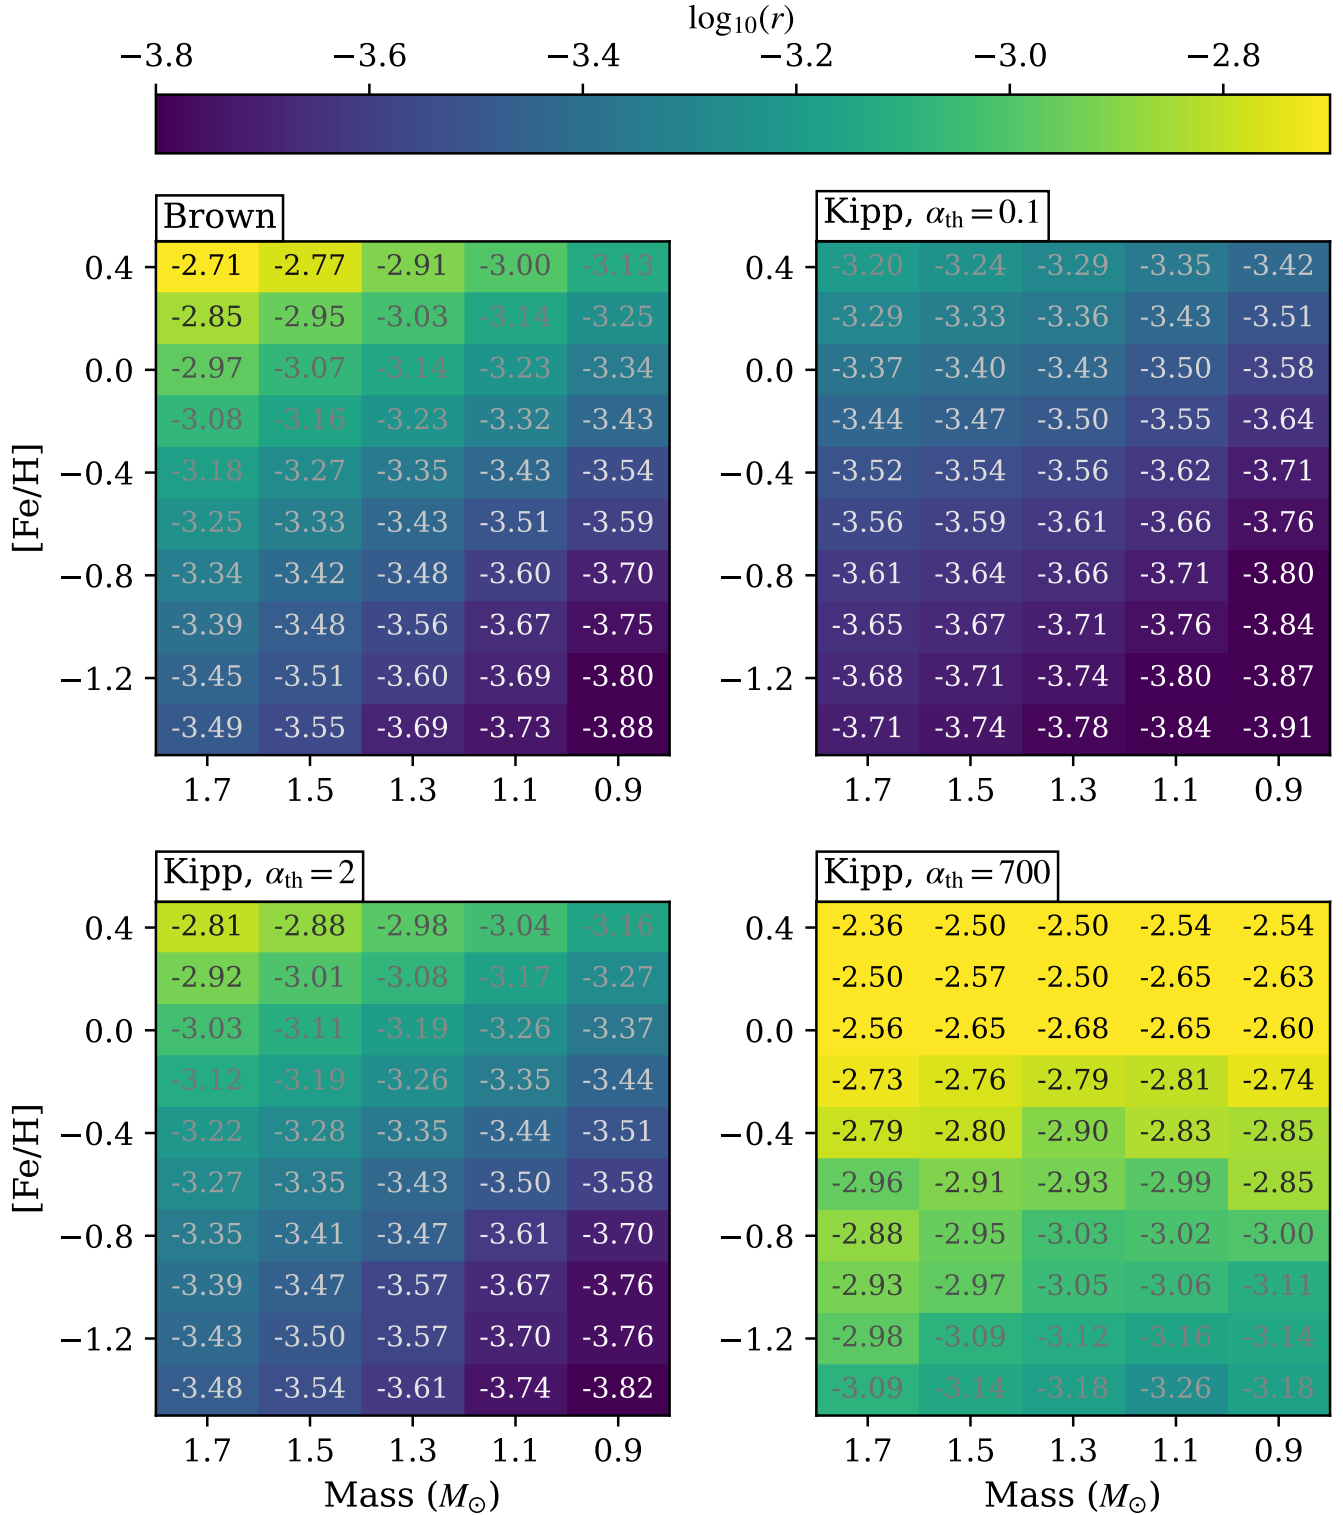 log₁₀(r)
−3.8 −3.6 −3.4 −3.2 −3.0 −2.8
Brown
0.4 -2.71 -2.77 -2.91 -3.00 -3.13
-2.85 -2.95 -3.03 -3.14 -3.25
0.0 -2.97 -3.07 -3.14 -3.23 -3.34
-3.08 -3.16 -3.23 -3.32 -3.43
−0.4 -3.18 -3.27 -3.35 -3.43 -3.54
-3.25 -3.33 -3.43 -3.51 -3.59
−0.8 -3.34 -3.42 -3.48 -3.60 -3.70
-3.39 -3.48 -3.56 -3.67 -3.75
−1.2 -3.45 -3.51 -3.60 -3.69 -3.80
-3.49 -3.55 -3.69 -3.73 -3.88
1.7 1.5 1.3 1.1 0.9
[Fe/H]
Kipp, αth = 0.1
0.4 -3.20 -3.24 -3.29 -3.35 -3.42
-3.29 -3.33 -3.36 -3.43 -3.51
0.0 -3.37 -3.40 -3.43 -3.50 -3.58
-3.44 -3.47 -3.50 -3.55 -3.64
−0.4 -3.52 -3.54 -3.56 -3.62 -3.71
-3.56 -3.59 -3.61 -3.66 -3.76
−0.8 -3.61 -3.64 -3.66 -3.71 -3.80
-3.65 -3.67 -3.71 -3.76 -3.84
−1.2 -3.68 -3.71 -3.74 -3.80 -3.87
-3.71 -3.74 -3.78 -3.84 -3.91
1.7 1.5 1.3 1.1 0.9
Kipp, αth = 2
0.4 -2.81 -2.88 -2.98 -3.04 -3.16
-2.92 -3.01 -3.08 -3.17 -3.27
0.0 -3.03 -3.11 -3.19 -3.26 -3.37
-3.12 -3.19 -3.26 -3.35 -3.44
−0.4 -3.22 -3.28 -3.35 -3.44 -3.51
-3.27 -3.35 -3.43 -3.50 -3.58
−0.8 -3.35 -3.41 -3.47 -3.61 -3.70
-3.39 -3.47 -3.57 -3.67 -3.76
−1.2 -3.43 -3.50 -3.57 -3.70 -3.76
-3.48 -3.54 -3.61 -3.74 -3.82
1.7 1.5 1.3 1.1 0.9
[Fe/H]
Mass (M⊙)
Kipp, αth = 700
0.4 -2.36 -2.50 -2.50 -2.54 -2.54
-2.50 -2.57 -2.50 -2.65 -2.63
0.0 -2.56 -2.65 -2.68 -2.65 -2.60
-2.73 -2.76 -2.79 -2.81 -2.74
−0.4 -2.79 -2.80 -2.90 -2.83 -2.85
-2.96 -2.91 -2.93 -2.99 -2.85
−0.8 -2.88 -2.95 -3.03 -3.02 -3.00
-2.93 -2.97 -3.05 -3.06 -3.11
−1.2 -2.98 -3.09 -3.12 -3.16 -3.14
-3.09 -3.14 -3.18 -3.26 -3.18
1.7 1.5 1.3 1.1 0.9
Mass (M⊙)